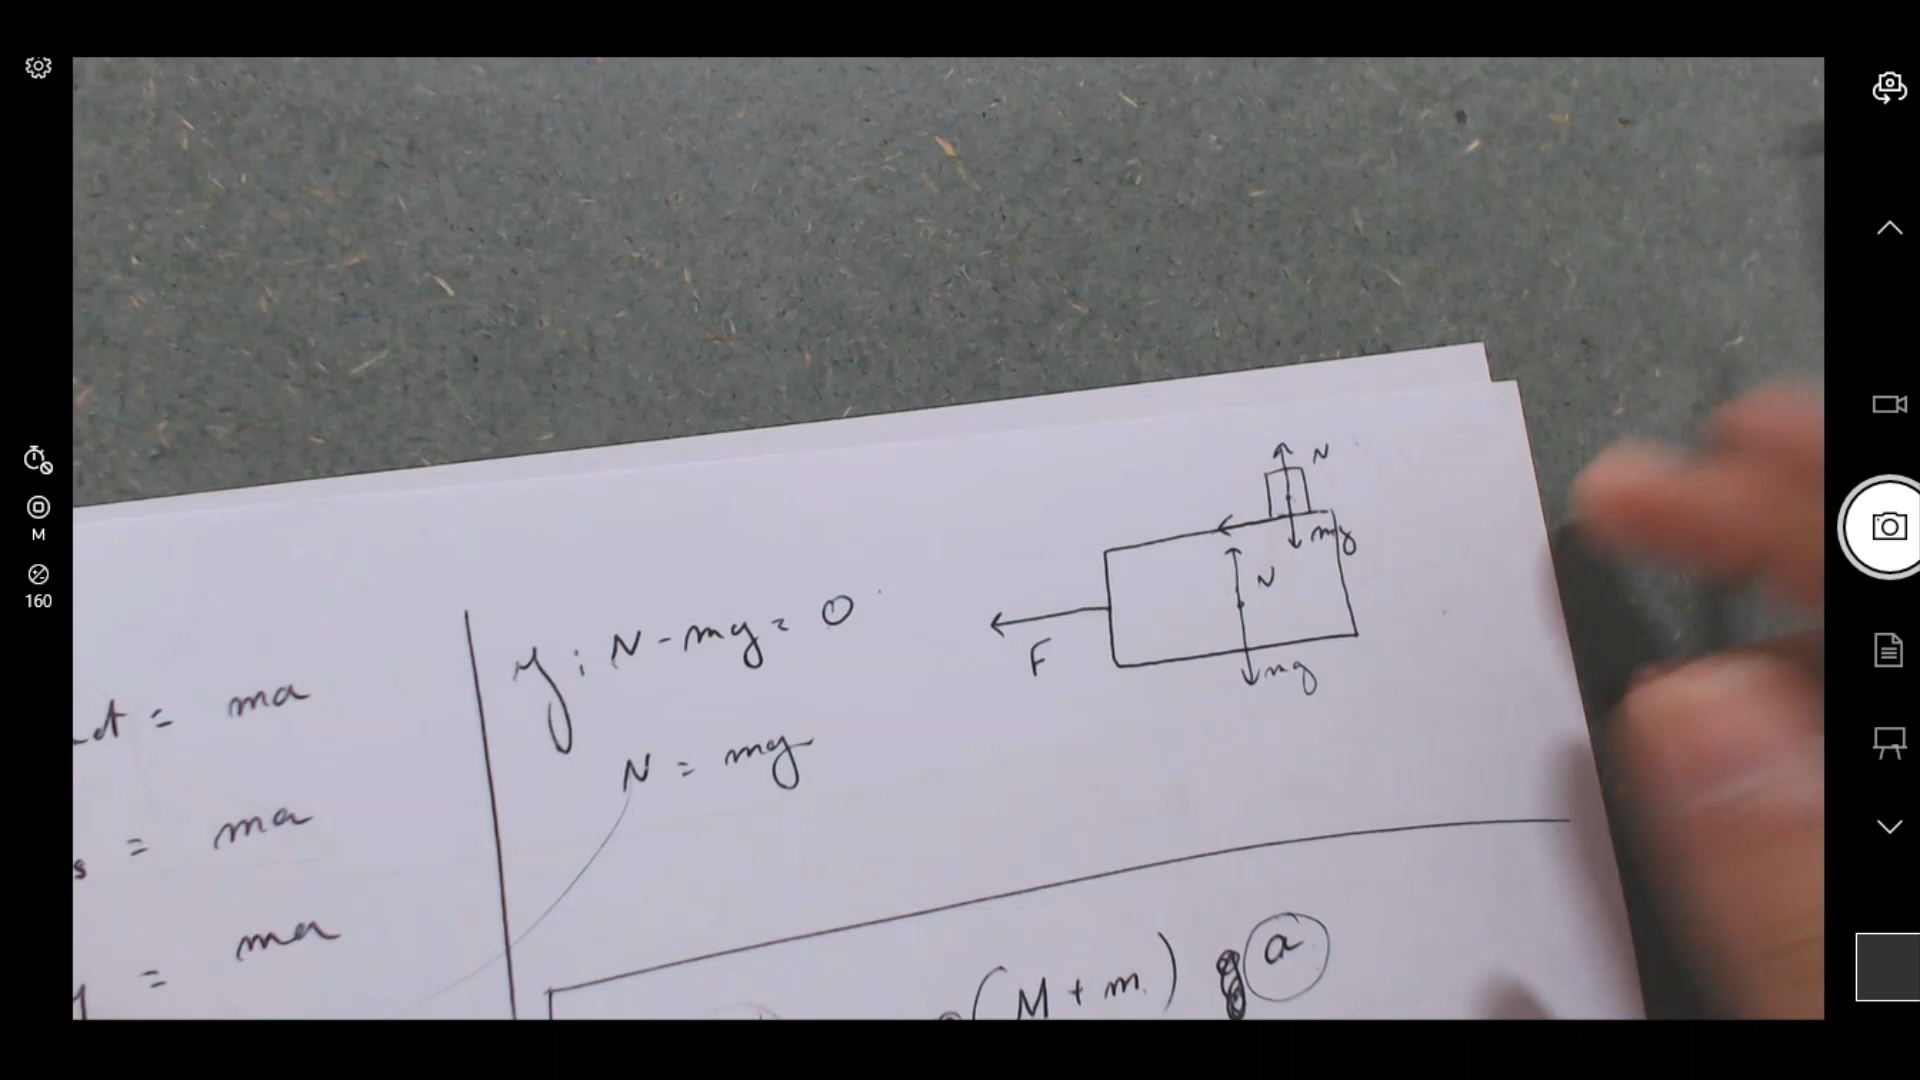 N
mg
N
F
mg
y: N - mg = 0
N = mg
= ma
= ma
= ma
(M + m) a
M
160